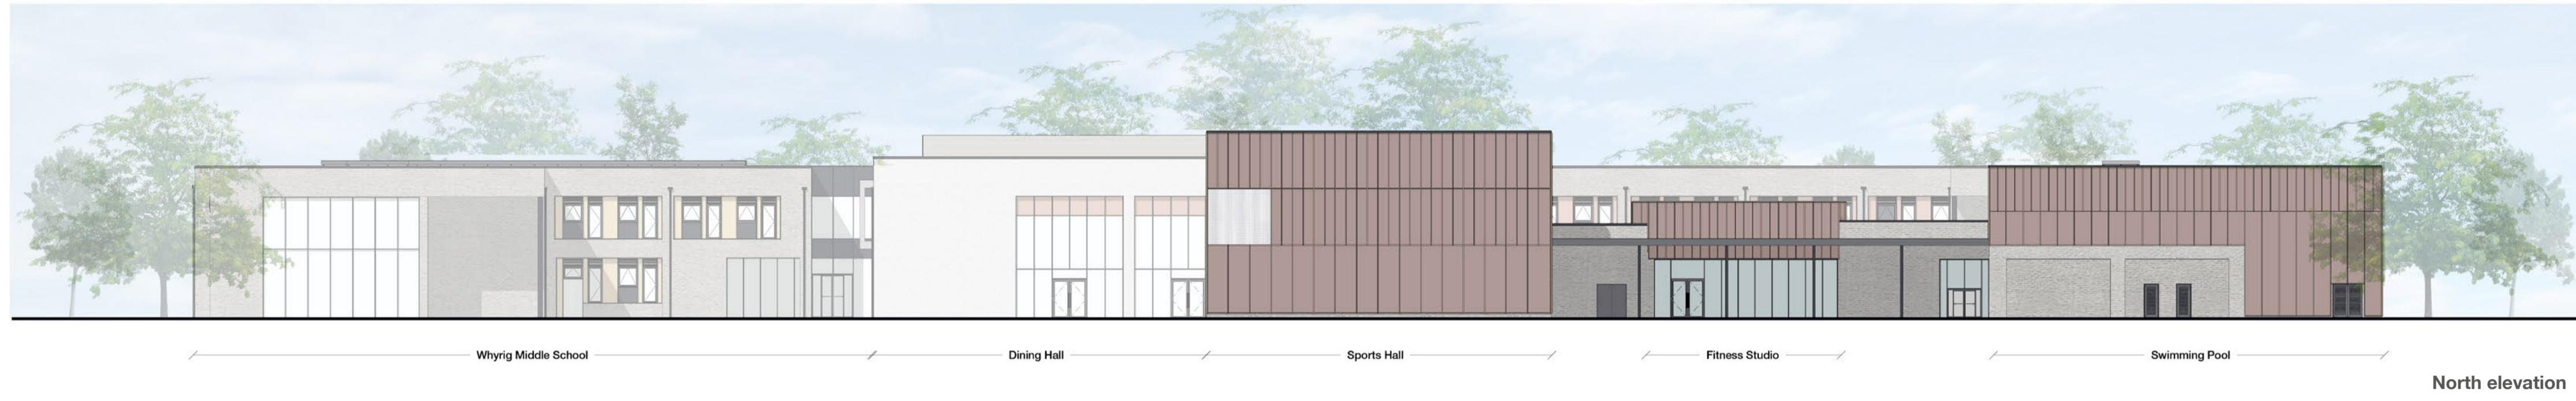 Whyrig Middle School
Dining Hall
Sports Hall
Fitness Studio
Swimming Pool
North elevation